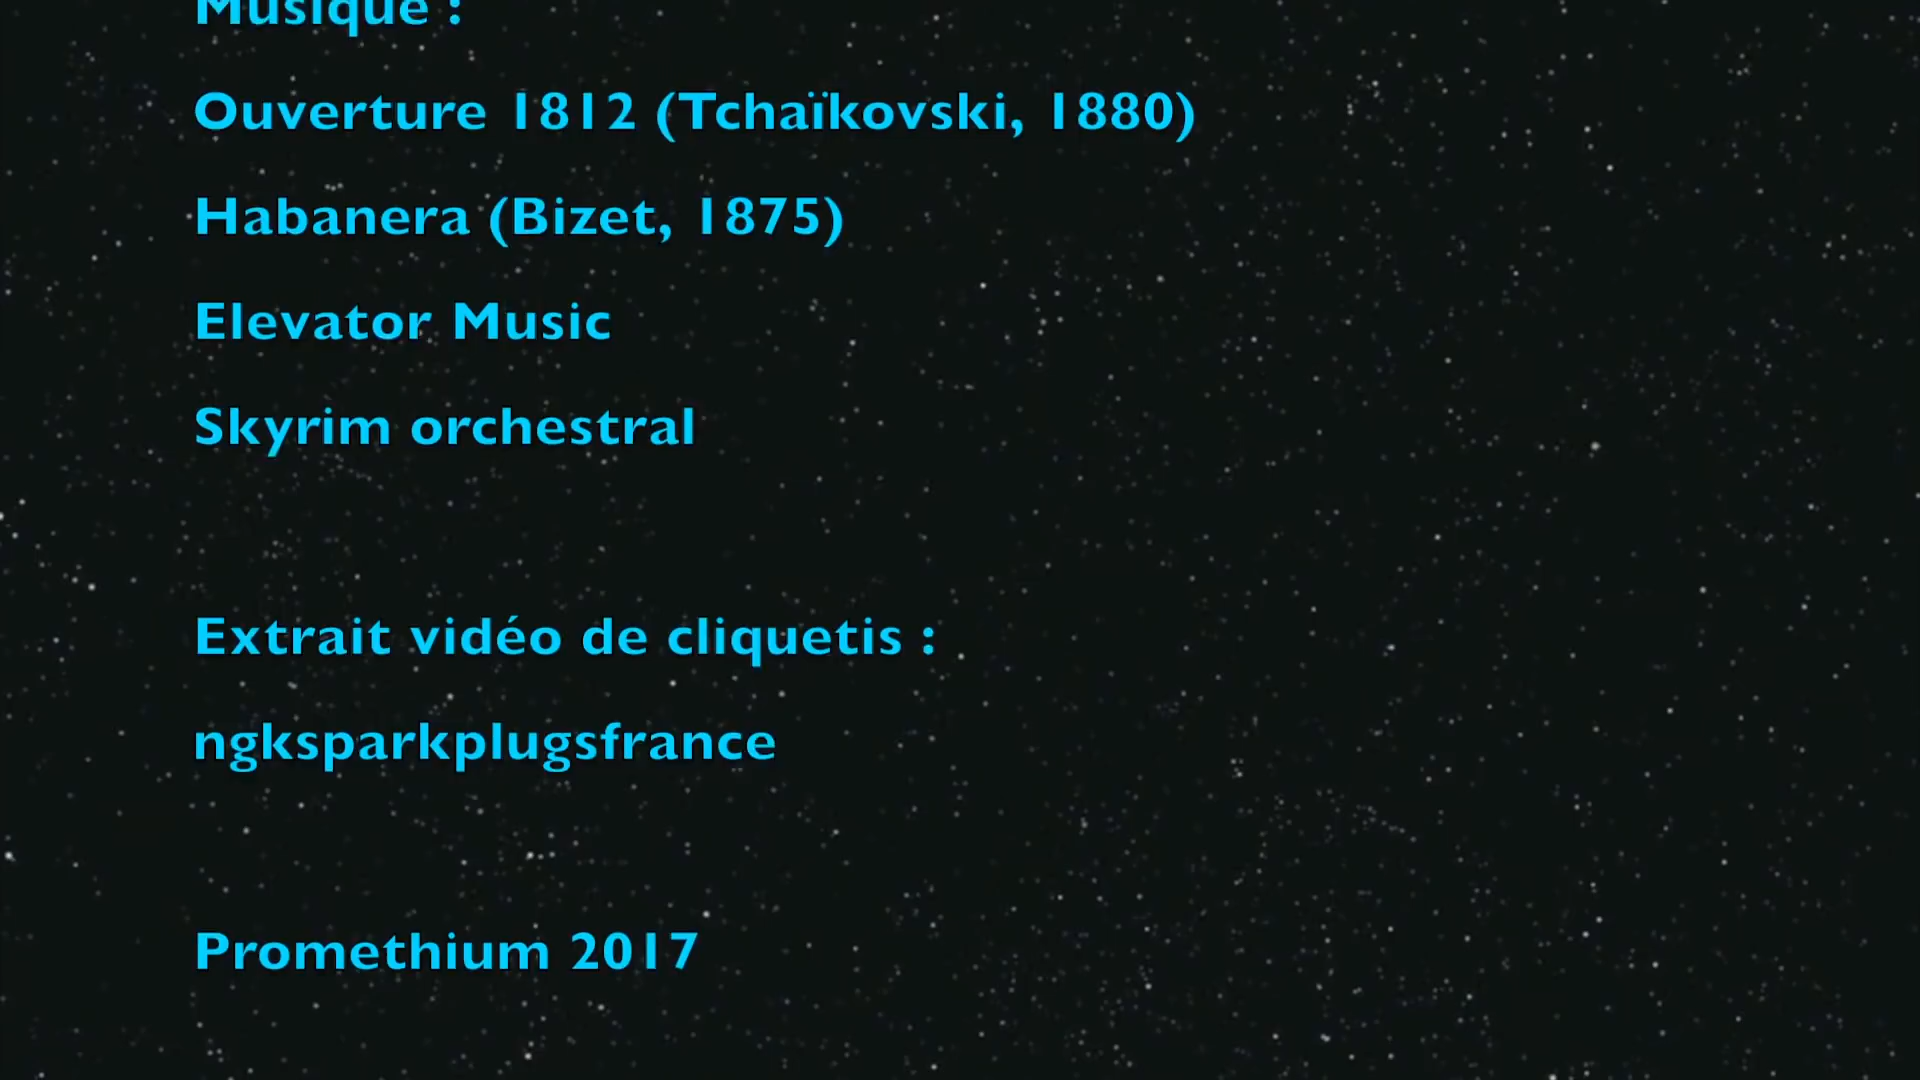 Musique :
Ouverture 1812 (Tchaïkovski, 1880)
Habanera (Bizet, 1875)
Elevator Music
Skyrim orchestral
Extrait vidéo de cliquetis :
ngksparkplugsfrance
Promethium 2017